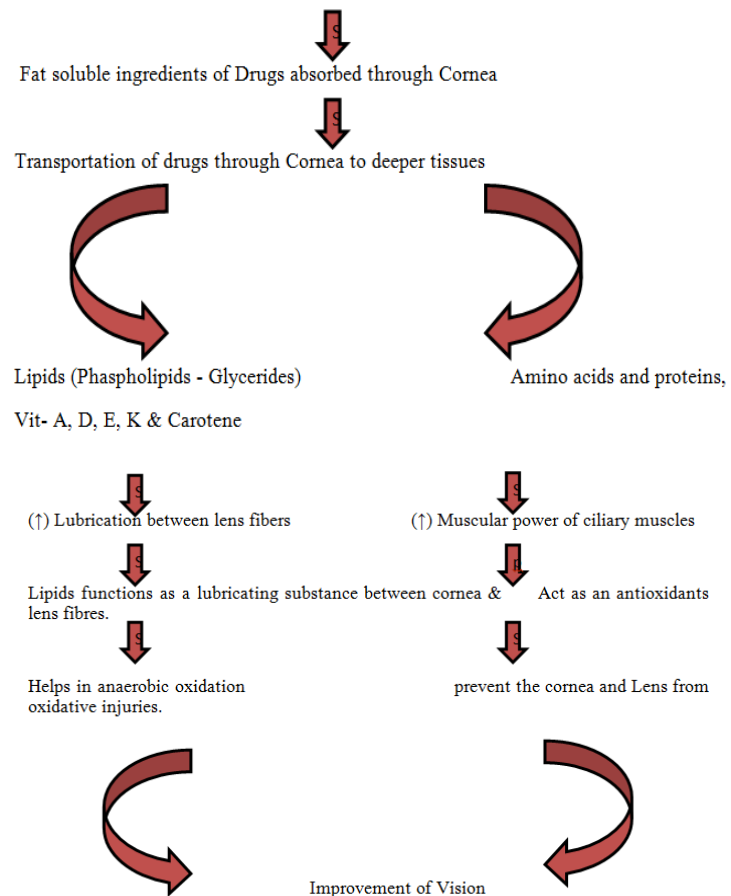 Fat soluble ingredients of Drugs absorbed through Cornea
Transportation of drugs through Cornea to deeper tissues
Lipids (Phaspholipids - Glycerides) Amino acids and proteins,
Vit- A, D, E, K & Carotene
(↑) Lubrication between lens fibers (↑) Muscular power of ciliary muscles
Lipids functions as a lubricating substance between cornea & Act as an antioxidants
lens fibres.
Helps in anaerobic oxidation prevent the cornea and Lens from
oxidative injuries.
Improvement of Vision